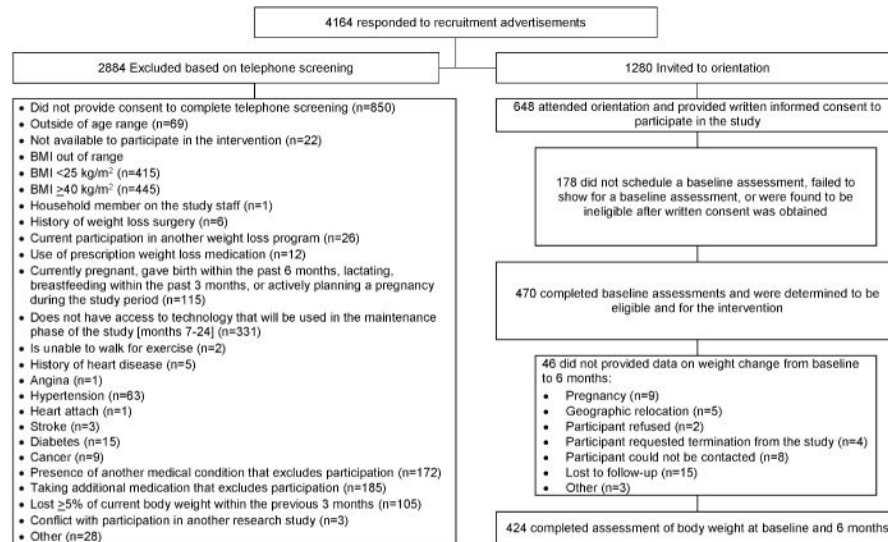 4164 responded to recruitment advertisements
2884 Excluded based on telephone screening
1280 Invited to orientation
• Did not provide consent to complete telephone screening (n=850)
• Outside of age range (n=69)
• Not available to participate in the intervention (n=22)
• BMI out of range
• BMI <25 kg/m² (n=415)
• BMI ≥40 kg/m² (n=445)
• Household member on the study staff (n=1)
• History of weight loss surgery (n=6)
• Current participation in another weight loss program (n=26)
• Use of prescription weight loss medication (n=12)
• Currently pregnant, gave birth within the past 6 months, lactating,
breastfeeding within the past 3 months, or actively planning a pregnancy
during the study period (n=115)
• Does not have access to technology that will be used in the maintenance
phase of the study [months 7-24] (n=331)
• Is unable to walk for exercise (n=2)
• History of heart disease (n=5)
• Angina (n=1)
• Hypertension (n=63)
• Heart attach (n=1)
• Stroke (n=3)
• Diabetes (n=15)
• Cancer (n=9)
• Presence of another medical condition that excludes participation (n=172)
• Taking additional medication that excludes participation (n=185)
• Lost ≥5% of current body weight within the previous 3 months (n=105)
• Conflict with participation in another research study (n=3)
• Other (n=28)
648 attended orientation and provided written informed consent to
participate in the study
178 did not schedule a baseline assessment, failed to
show for a baseline assessment, or were found to be
ineligible after written consent was obtained
470 completed baseline assessments and were determined to be
eligible and for the intervention
46 did not provided data on weight change from baseline
to 6 months:
• Pregnancy (n=9)
• Geographic relocation (n=5)
• Participant refused (n=2)
• Participant requested termination from the study (n=4)
• Participant could not be contacted (n=8)
• Lost to follow-up (n=15)
• Other (n=3)
424 completed assessment of body weight at baseline and 6 months